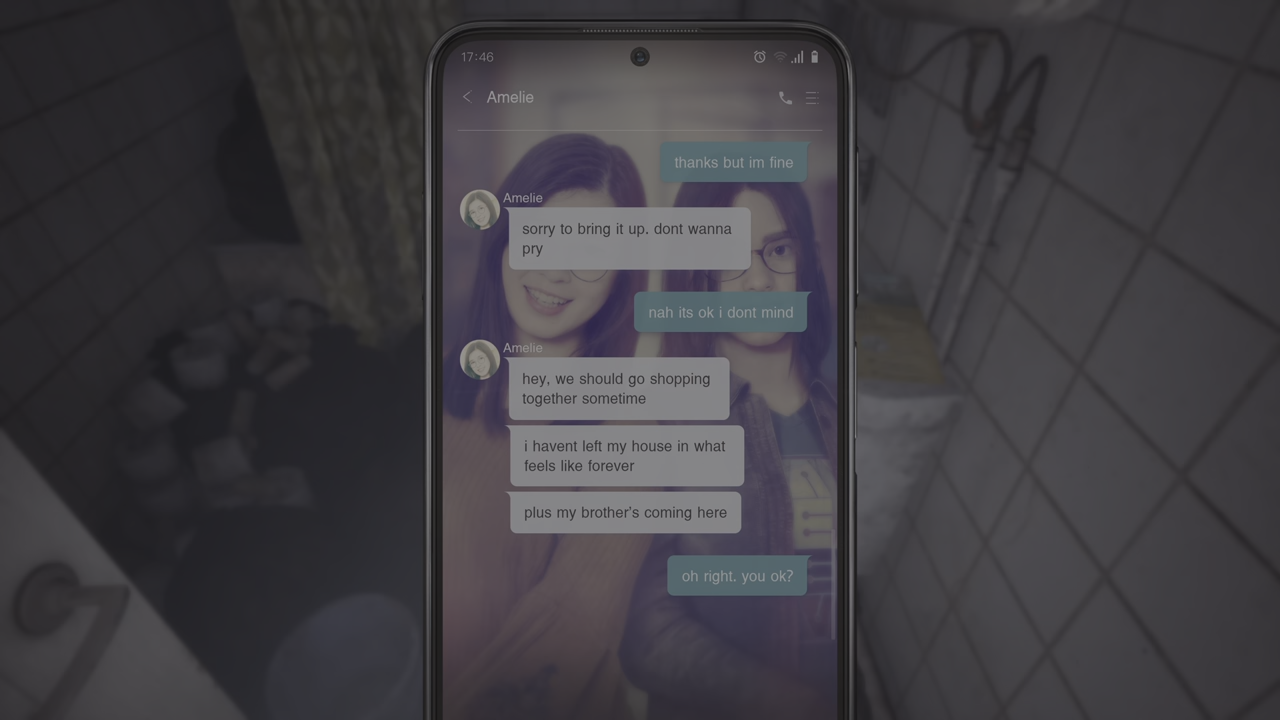 17:46
Amelie
thanks but im fine
Amelie
sorry to bring it up. dont wanna
pry
nah its ok i dont mind
Amelie
hey, we should go shopping
together sometime
i havent left my house in what
feels like forever
plus my brother's coming here
oh right. you ok?